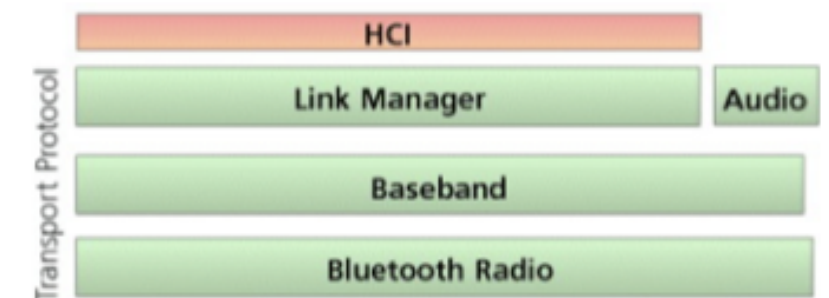 HCI
Link Manager
Audio
Baseband
Bluetooth Radio
Transport Protocol